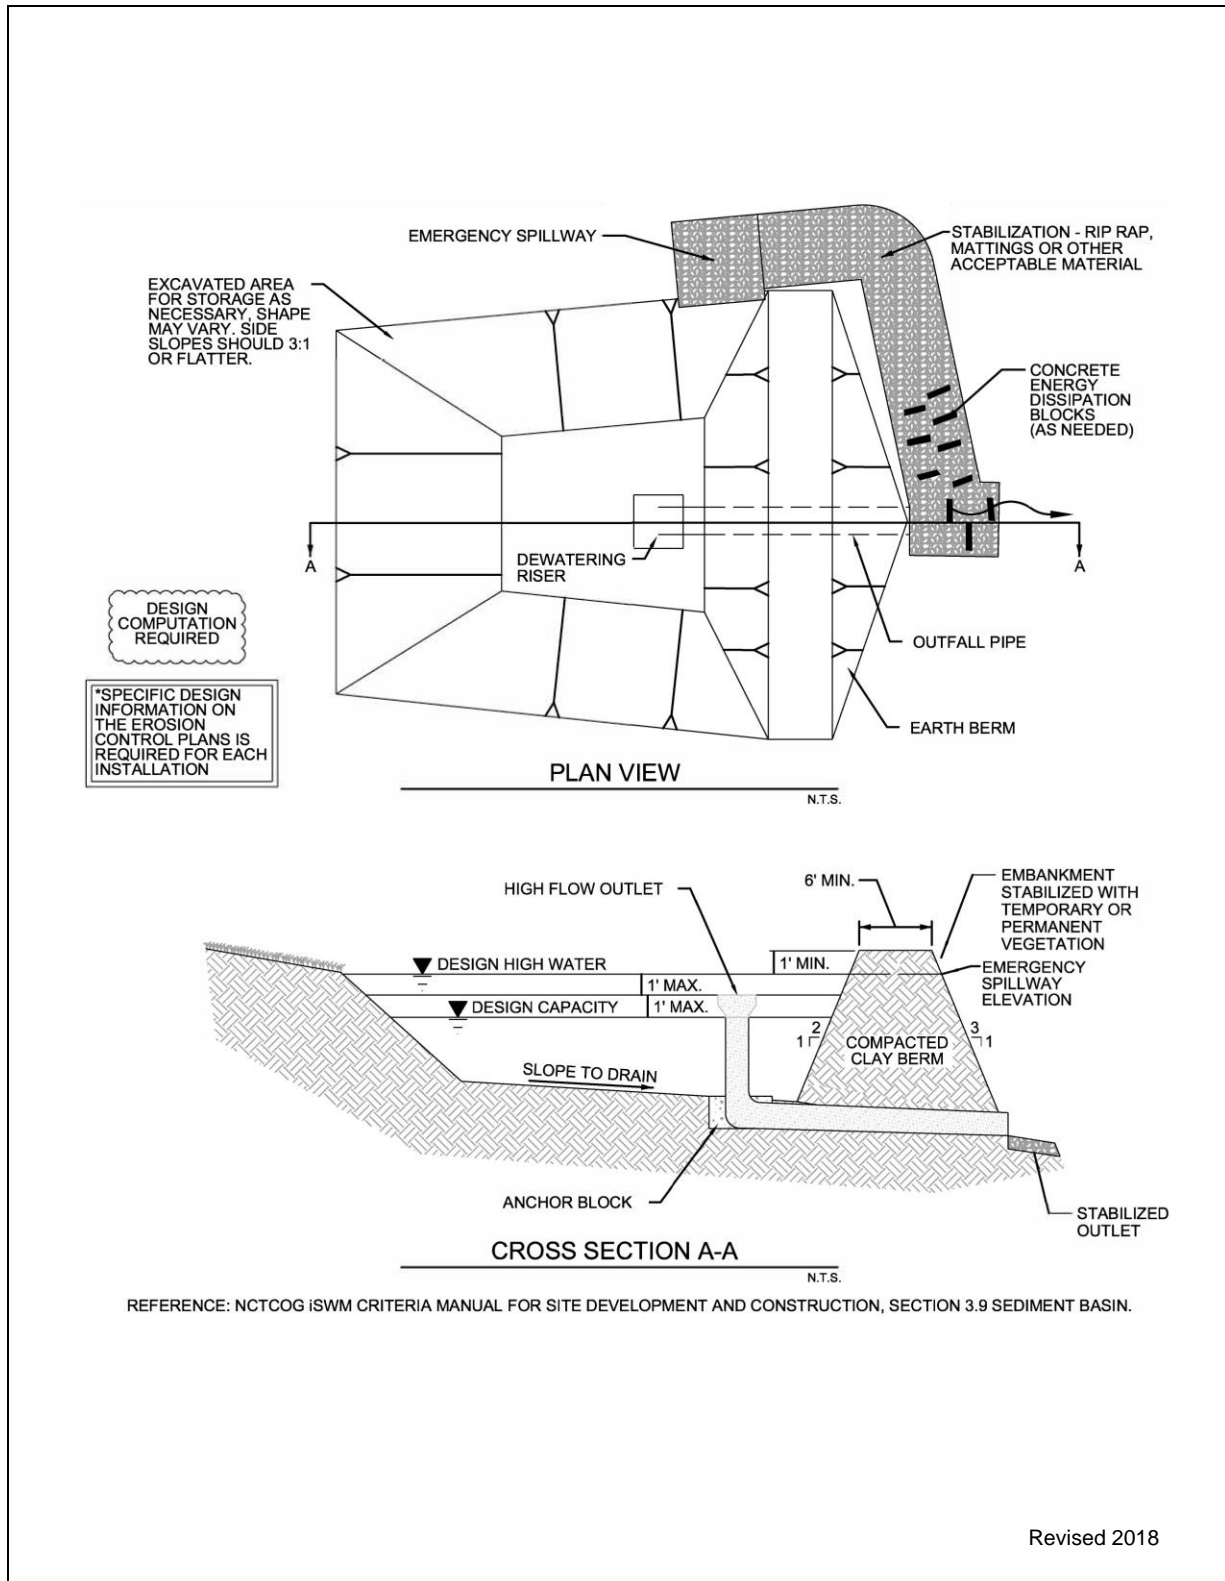 EMERGENCY SPILLWAY
STABILIZATION - RIP RAP,
MATTINGS OR OTHER
ACCEPTABLE MATERIAL
EXCAVATED AREA
FOR STORAGE AS
NECESSARY, SHAPE
MAY VARY. SIDE
SLOPES SHOULD 3:1
OR FLATTER.
CONCRETE
ENERGY
DISSIPATION
BLOCKS
(AS NEEDED)
A
DEWATERING
RISER
A
DESIGN
COMPUTATION
REQUIRED
OUTFALL PIPE
*SPECIFIC DESIGN
INFORMATION ON
THE EROSION
CONTROL PLANS IS
REQUIRED FOR EACH
INSTALLATION
EARTH BERM
PLAN VIEW
N.T.S.
HIGH FLOW OUTLET
6' MIN.
EMBANKMENT
STABILIZED WITH
TEMPORARY OR
PERMANENT
VEGETATION
DESIGN HIGH WATER
1' MIN.
EMERGENCY
SPILLWAY
ELEVATION
1' MAX.
DESIGN CAPACITY
1' MAX.
2
1
COMPACTED
CLAY BERM
3
1
SLOPE TO DRAIN
ANCHOR BLOCK
STABILIZED
OUTLET
CROSS SECTION A-A
N.T.S.
REFERENCE: NCTCOG iSWM CRITERIA MANUAL FOR SITE DEVELOPMENT AND CONSTRUCTION, SECTION 3.9 SEDIMENT BASIN.
Revised 2018